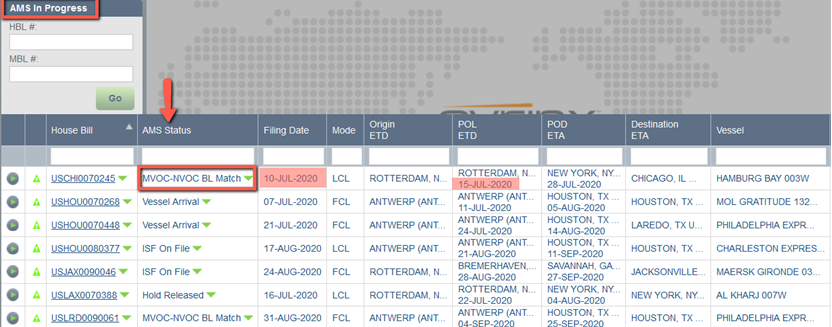 AMS In Progress
HBL #:
MBL #:
Go
House Bill AMS Status Filing Date Mode Origin ETD POL ETD POD ETA Destination ETA Vessel
USCHI0070245 MVOC-NVOC BL Match 10-JUL-2020 LCL ROTTERDAM, N... ROTTERDAM, N... 15-JUL-2020 NEW YORK, NY... 28-JUL-2020 CHICAGO, IL ... HAMBURG BAY 003W
USHOU0070268 Vessel Arrival 07-JUL-2020 FCL ANTWERP (ANT... ANTWERP (ANT... 11-JUL-2020 HOUSTON, TX ... 05-AUG-2020 HOUSTON, TX ... MOL GRATITUDE 132...
USHOU0070448 Vessel Arrival 21-JUL-2020 FCL ANTWERP (ANT... ANTWERP (ANT... 24-JUL-2020 HOUSTON, TX ... 14-AUG-2020 LAREDO, TX U... PHILADELPHIA EXPR...
USHOU0080377 ISF On File 17-AUG-2020 LCL ANTWERP (ANT... ANTWERP (ANT... 21-AUG-2020 HOUSTON, TX ... 11-SEP-2020 HOUSTON, TX ... CHARLESTON EXPRES...
USJAX0090046 ISF On File 24-AUG-2020 FCL ANTWERP (ANT... BREMERHAVEN,... 28-AUG-2020 SAVANNAH, GA... 27-SEP-2020 JACKSONVILLE... MAERSK GIRONDE 03...
USLAX0070388 Hold Released 16-JUL-2020 LCL ROTTERDAM, N... ROTTERDAM, N... 22-JUL-2020 NEW YORK, NY... 04-AUG-2020 NEW YORK, NY... AL KHARJ 007W
USLRD0090061 MVOC-NVOC BL Match 31-AUG-2020 FCL ANTWERP (ANT... ANTWERP (ANT... 04-SEP-2020 HOUSTON, TX ... 25-SEP-2020 HOUSTON, TX ... PHILADELPHIA EXPR...